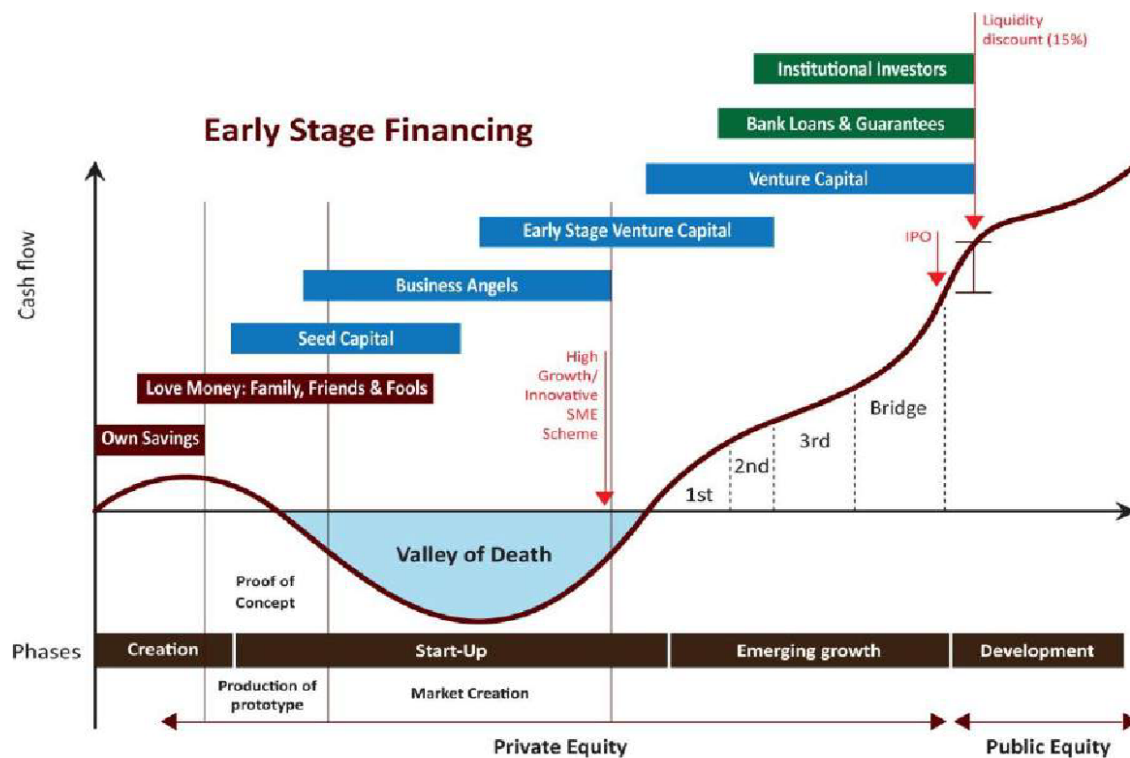 Liquidity
discount (15%)
Institutional Investors
Bank Loans & Guarantees
Early Stage Financing
Venture Capital
Early Stage Venture Capital
IPO
Business Angels
Cash flow
Seed Capital
High
Growth/
Innovative
SME
Scheme
Love Money: Family, Friends & Fools
Own Savings
Bridge
3rd
2nd
1st
Valley of Death
Proof of
Concept
Phases
Creation
Start-Up
Emerging growth
Development
Production of
prototype
Market Creation
Private Equity
Public Equity